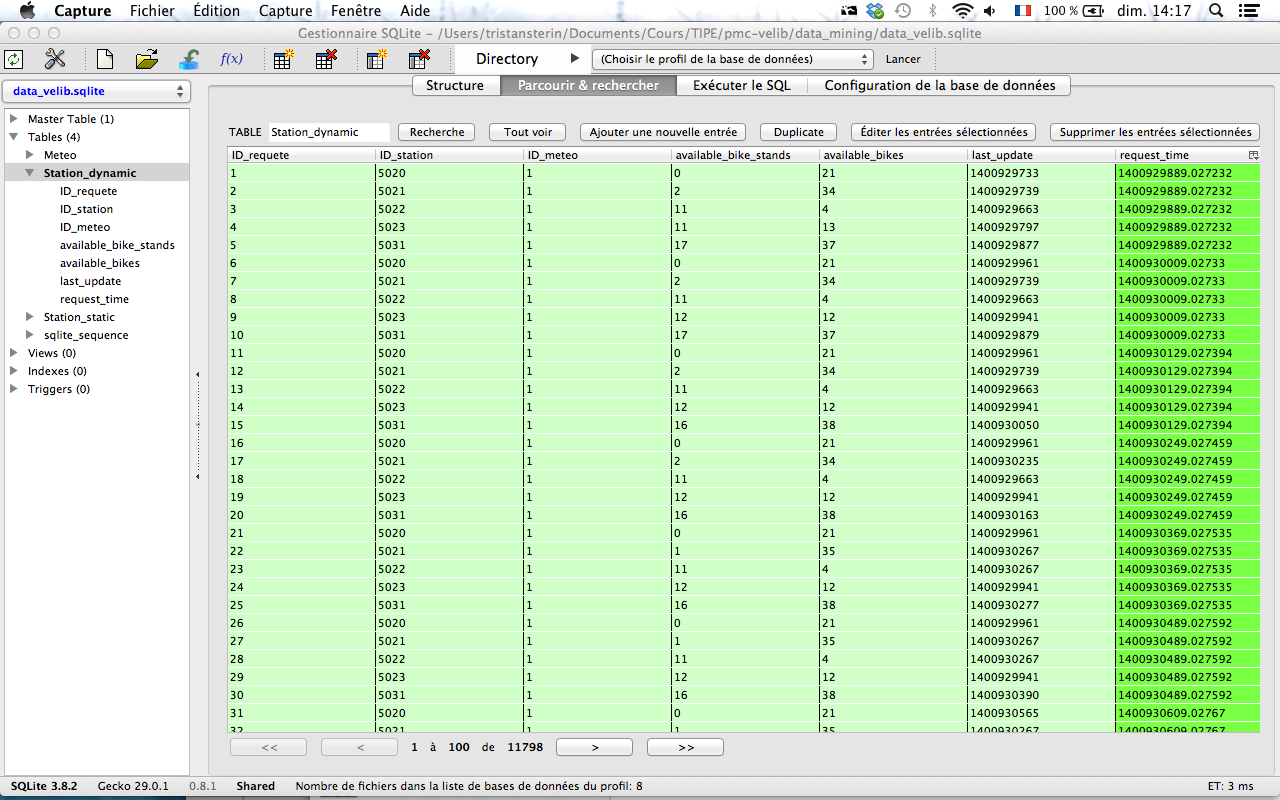 Capture Fichier Édition Capture Fenêtre Aide 100 % dim. 14:17
Gestionnaire SQLite – /Users/tristansterin/Documents/Cours/TIPE/pmc-velib/data_mining/data_velib.sqlite
f(x) Directory (Choisir le profil de la base de données) Lancer
data_velib.sqlite
Master Table (1)
Tables (4)
Meteo
Station_dynamic
ID_requete
ID_station
ID_meteo
available_bike_stands
available_bikes
last_update
request_time
Station_static
sqlite_sequence
Views (0)
Indexes (0)
Triggers (0)
Structure Parcourir & rechercher Exécuter le SQL Configuration de la base de données
TABLE Station_dynamic Recherche Tout voir Ajouter une nouvelle entrée Duplicate Éditer les entrées sélectionnées Supprimer les entrées sélectionnées
ID_requete ID_station ID_meteo available_bike_stands available_bikes last_update request_time
1 5020 1 0 21 1400929733 1400929889.027232
2 5021 1 2 34 1400929739 1400929889.027232
3 5022 1 11 4 1400929663 1400929889.027232
4 5023 1 11 13 1400929797 1400929889.027232
5 5031 1 17 37 1400929877 1400929889.027232
6 5020 1 0 21 1400929961 1400930009.02733
7 5021 1 2 34 1400929739 1400930009.02733
8 5022 1 11 4 1400929663 1400930009.02733
9 5023 1 12 12 1400929941 1400930009.02733
10 5031 1 17 37 1400929879 1400930009.02733
11 5020 1 0 21 1400929961 1400930129.027394
12 5021 1 2 34 1400929739 1400930129.027394
13 5022 1 11 4 1400929663 1400930129.027394
14 5023 1 12 12 1400929941 1400930129.027394
15 5031 1 16 38 1400930050 1400930129.027394
16 5020 1 0 21 1400929961 1400930249.027459
17 5021 1 2 34 1400930235 1400930249.027459
18 5022 1 11 4 1400929663 1400930249.027459
19 5023 1 12 12 1400929941 1400930249.027459
20 5031 1 16 38 1400930163 1400930249.027459
21 5020 1 0 21 1400929961 1400930369.027535
22 5021 1 1 35 1400930267 1400930369.027535
23 5022 1 11 4 1400930267 1400930369.027535
24 5023 1 12 12 1400929941 1400930369.027535
25 5031 1 16 38 1400930277 1400930369.027535
26 5020 1 0 21 1400929961 1400930489.027592
27 5021 1 1 35 1400930267 1400930489.027592
28 5022 1 11 4 1400930267 1400930489.027592
29 5023 1 12 12 1400929941 1400930489.027592
30 5031 1 16 38 1400930390 1400930489.027592
31 5020 1 0 21 1400930565 1400930609.02767
32 5021 1 1 35 1400930267 1400930609.02767
<< < 1 à 100 de 11798 > >>
SQLite 3.8.2 Gecko 29.0.1 0.8.1 Shared Nombre de fichiers dans la liste de bases de données du profil: 8 ET: 3 ms